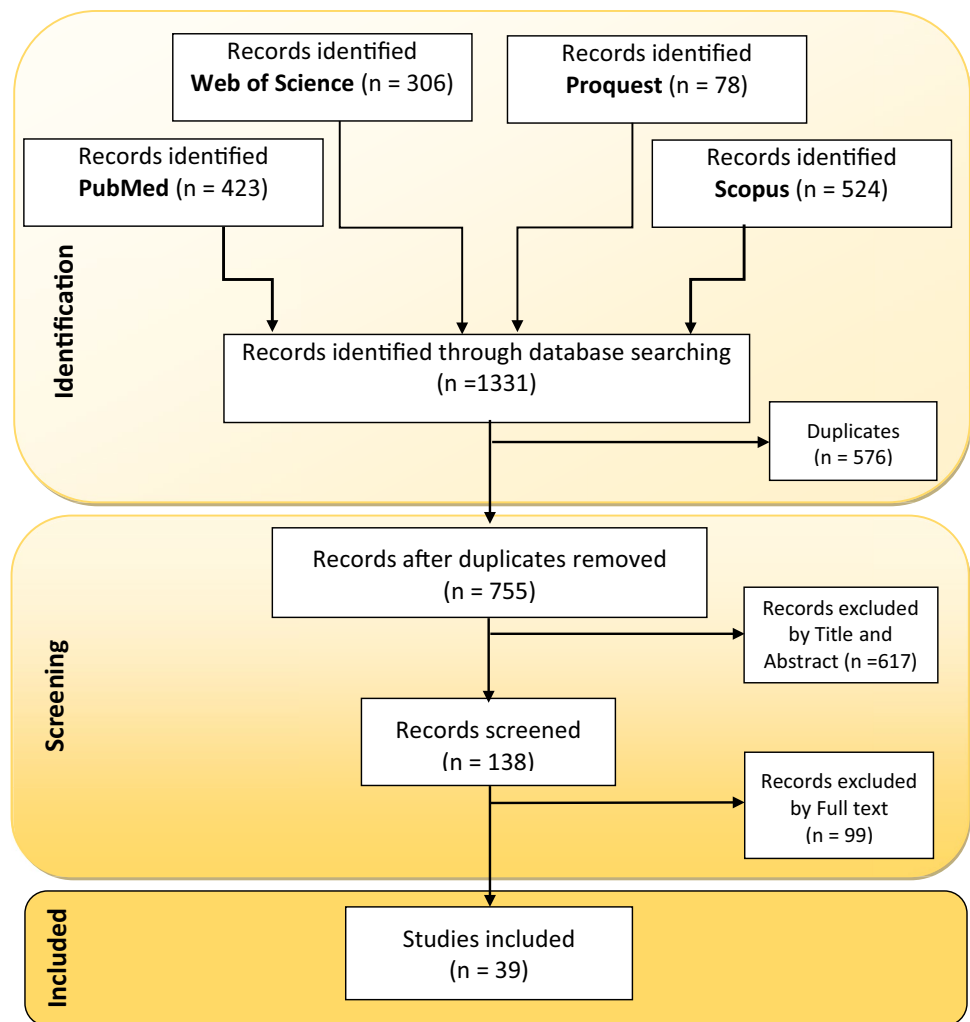 Records identified
Web of Science (n = 306)
Records identified
Proquest (n = 78)
Records identified
PubMed (n = 423)
Records identified
Scopus (n = 524)
Identification
Records identified through database searching
(n =1331)
Duplicates
(n = 576)
Records after duplicates removed
(n = 755)
Records excluded
by Title and
Abstract (n =617)
Screening
Records screened
(n = 138)
Records excluded
by Full text
(n = 99)
Included
Studies included
(n = 39)